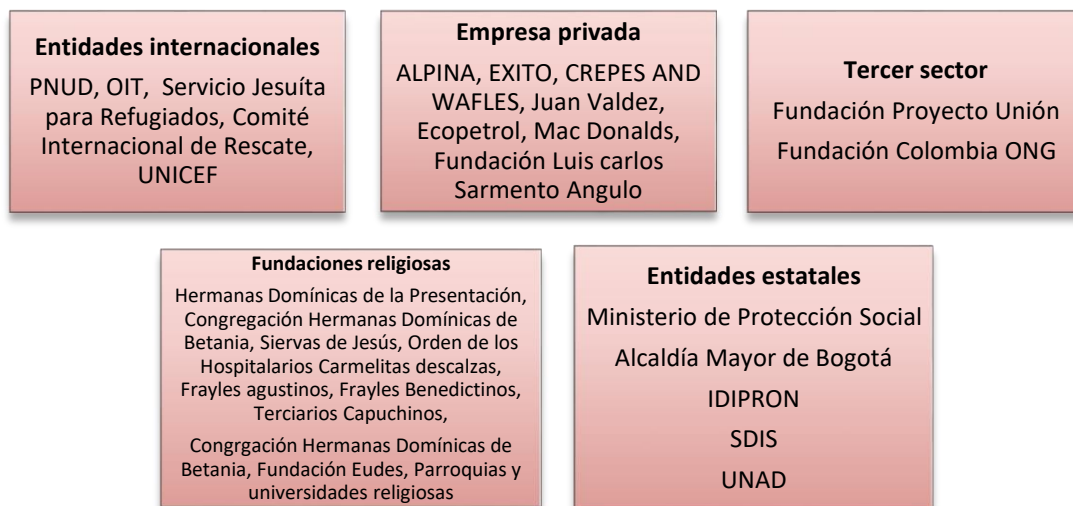 Entidades internacionales
PNUD, OIT, Servicio Jesuíta
para Refugiados, Comité
Internacional de Rescate,
UNICEF
Empresa privada
ALPINA, EXITO, CREPES AND
WAFLES, Juan Valdez,
Ecopetrol, Mac Donalds,
Fundación Luis carlos
Sarmento Angulo
Tercer sector
Fundación Proyecto Unión
Fundación Colombia ONG
Fundaciones religiosas
Hermanas Domínicas de la Presentación,
Congregación Hermanas Domínicas de
Betania, Siervas de Jesús, Orden de los
Hospitalarios Carmelitas descalzas,
Frayles agustinos, Frayles Benedictinos,
Terciarios Capuchinos,
Congrgación Hermanas Domínicas de
Betania, Fundación Eudes, Parroquias y
universidades religiosas
Entidades estatales
Ministerio de Protección Social
Alcaldía Mayor de Bogotá
IDIPRON
SDIS
UNAD